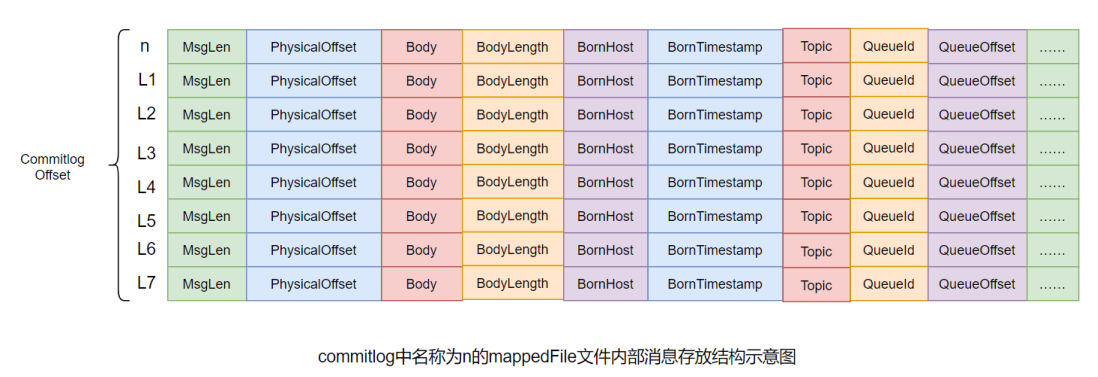 n MsgLen PhysicalOffset Body BodyLength BornHost BornTimestamp Topic QueueId QueueOffset ......
L1 MsgLen PhysicalOffset Body BodyLength BornHost BornTimestamp Topic QueueId QueueOffset ......
L2 MsgLen PhysicalOffset Body BodyLength BornHost BornTimestamp Topic QueueId QueueOffset ......
L3 MsgLen PhysicalOffset Body BodyLength BornHost BornTimestamp Topic QueueId QueueOffset ......
Commitlog
Offset
L4 MsgLen PhysicalOffset Body BodyLength BornHost BornTimestamp Topic QueueId QueueOffset ......
L5 MsgLen PhysicalOffset Body BodyLength BornHost BornTimestamp Topic QueueId QueueOffset ......
L6 MsgLen PhysicalOffset Body BodyLength BornHost BornTimestamp Topic QueueId QueueOffset ......
L7 MsgLen PhysicalOffset Body BodyLength BornHost BornTimestamp Topic QueueId QueueOffset ......
commitlog中名称为n的mappedFile文件内部消息存放结构示意图